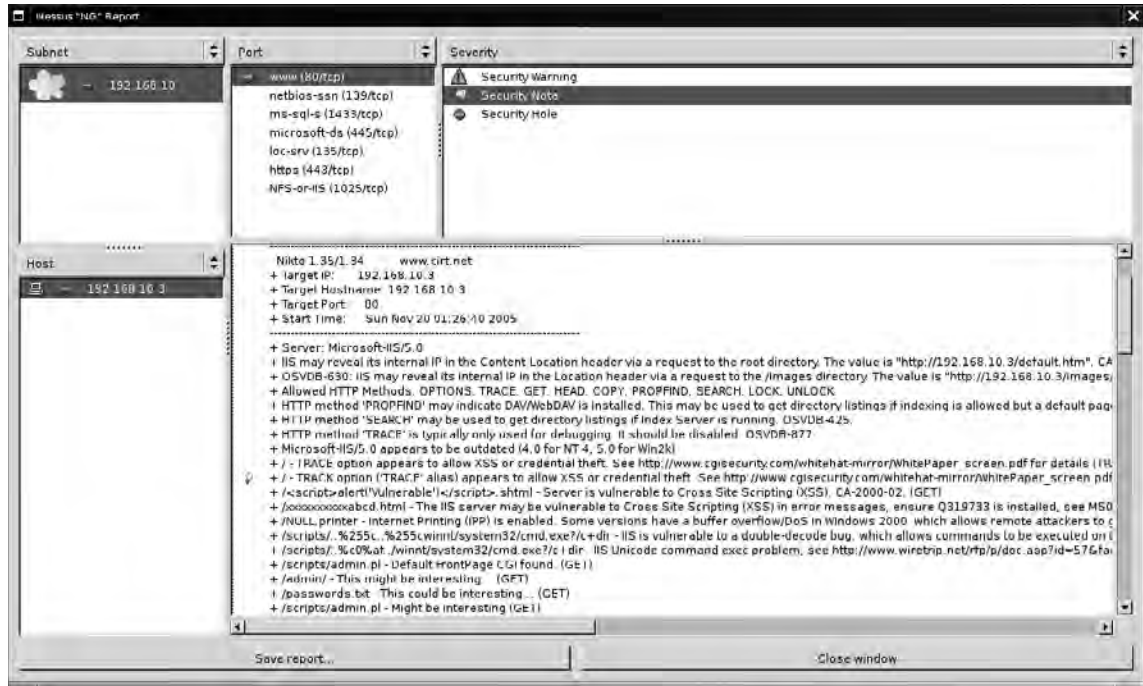 Nessus "NG" Report
Subnet
192.168.10
Port
www (80/tcp)
netbios-ssn (139/tcp)
ms-sql-s (1433/tcp)
microsoft-ds (445/tcp)
loc-srv (135/tcp)
https (443/tcp)
NFS-or-IIS (1025/tcp)
Severity
Security Warning
Security Note
Security Hole
Host
192.168.10.3
Nikto 1.35/1.34 www.cirt.net
+ Target IP: 192.168.10.3
+ Target Hostname: 192.168.10.3
+ Target Port: 80
+ Start Time: Sun Nov 20 01:26:40 2005
+ Server: Microsoft-IIS/5.0
+ IIS may reveal its internal IP in the Content Location header via a request to the root directory. The value is "http://192.168.10.3/default.htm". CA
+ OSVDB-630: IIS may reveal its internal IP in the Location header via a request to the /images directory. The value is "http://192.168.10.3/images/
+ Allowed HTTP Methods: OPTIONS, TRACE, GET, HEAD, COPY, PROPFIND, SEARCH, LOCK, UNLOCK
+ HTTP method 'PROPFIND' may indicate DAV/WebDAV is installed. This may be used to get directory listings if indexing is allowed but a default pag
+ HTTP method 'SEARCH' may be used to get directory listings if Index Server is running. OSVDB-425.
+ HTTP method 'TRACE' is typically only used for debugging. It should be disabled. OSVDB-877.
+ Microsoft-IIS/5.0 appears to be outdated (4.0 for NT 4, 5.0 for Win2k)
+ / - TRACE option appears to allow XSS or credential theft. See http://www.cgisecurity.com/whitehat-mirror/WhitePaper_screen.pdf for details (TR
+ / - TRACK option ('TRACE' alias) appears to allow XSS or credential theft. See http://www.cgisecurity.com/whitehat-mirror/WhitePaper_screen.pdf
+ /<script>alert('Vulnerable')</script>.shtml - Server is vulnerable to Cross Site Scripting (XSS). CA-2000-02. (GET)
+ /xxxxxxxxxxabcd.html - The IIS server may be vulnerable to Cross Site Scripting (XSS) in error messages, ensure Q319733 is installed, see MS0
+ /NULL.printer - Internet Printing (IPP) is enabled. Some versions have a buffer overflow/DoS in Windows 2000 which allows remote attackers to g
+ /scripts/..%255c..%255cwinnt/system32/cmd.exe?/c+dir - IIS is vulnerable to a double-decode bug, which allows commands to be executed on t
+ /scripts/..%c0%af../winnt/system32/cmd.exe?/c+dir - IIS Unicode command exec problem, see http://www.wiretrip.net/rfp/p/doc.asp?id=57&fa
+ /scripts/admin.pl - Default FrontPage CGI found. (GET)
+ /admin/ - This might be interesting... (GET)
+ /passwords.txt - This could be interesting... (GET)
+ /scripts/admin.pl - Might be interesting (GET)
Save report...
Close window